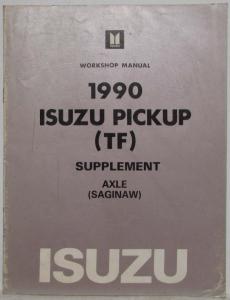 WORKSHOP MANUAL
1990
ISUZU PICKUP
(TF)
SUPPLEMENT
AXLE
(SAGINAW)
ISUZU